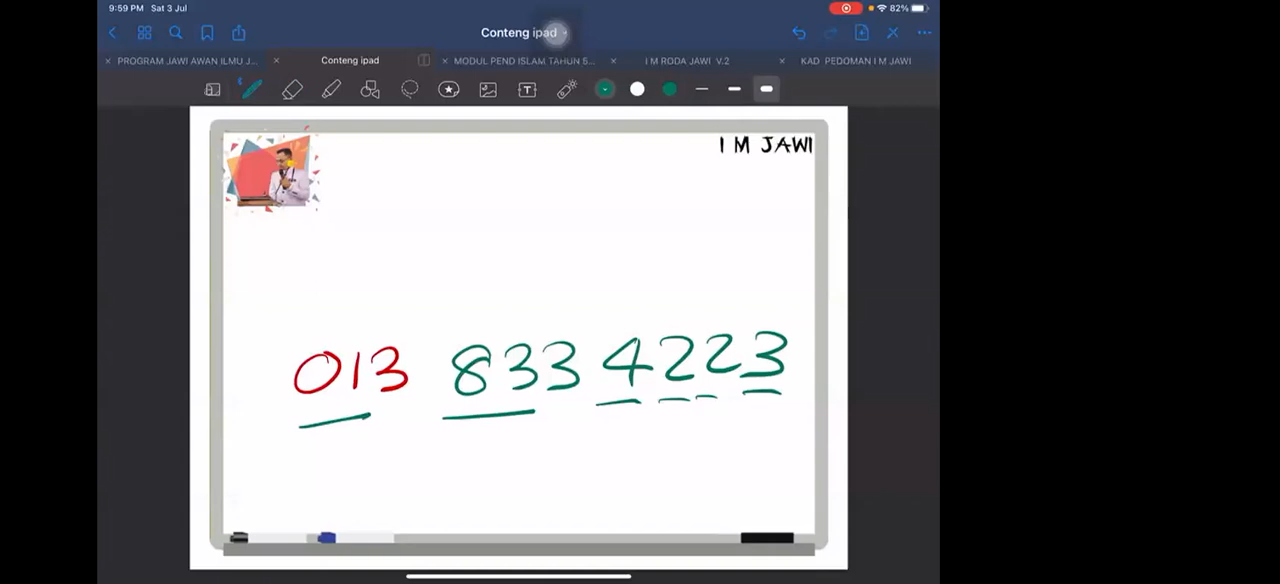 9:59 PM Sat 3 Jul
82%
Conteng ipad
PROGRAM JAWI AWAN ILMU J...
Conteng ipad
MODUL PEND ISLAM TAHUN 5...
I M RODA JAWI V.2
KAD PEDOMAN I M JAWI
I M JAWI
013 833 4223